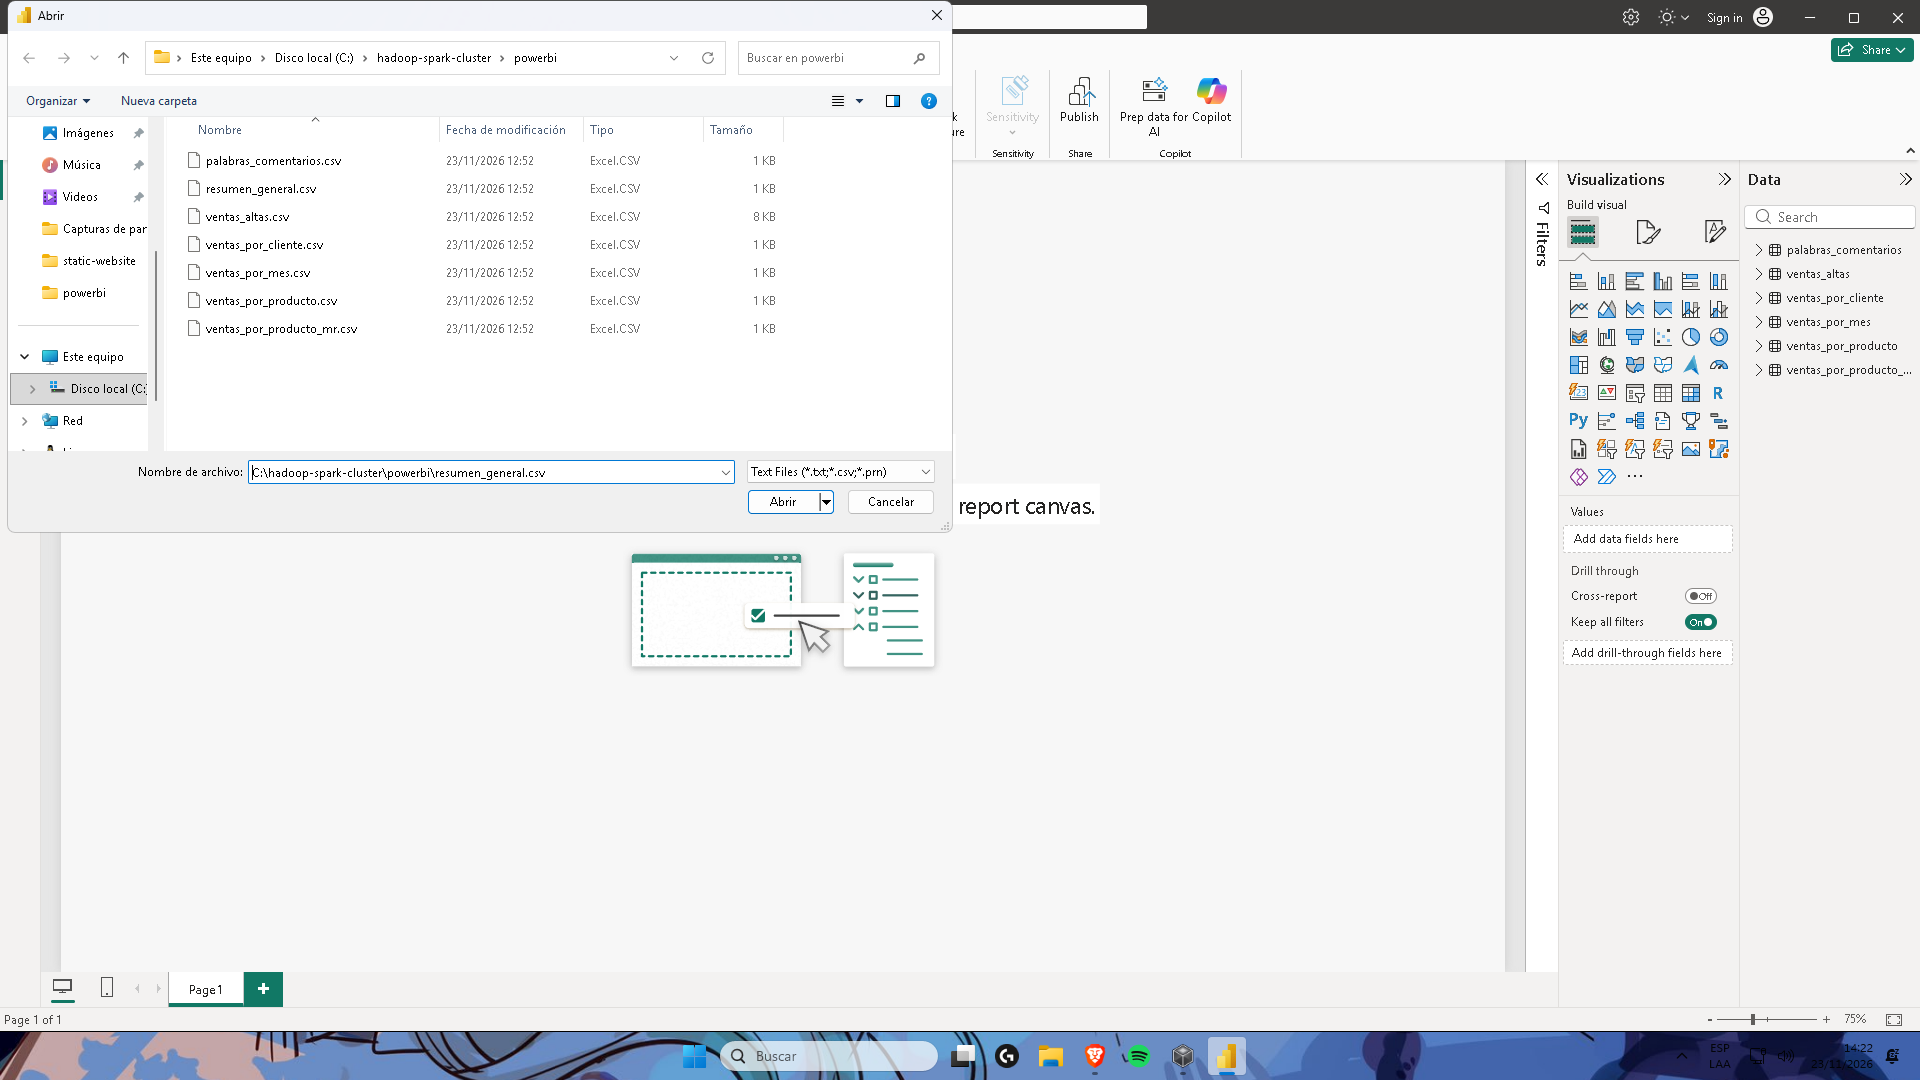 Abrir
Sign in
Este equipo
Disco local (C:)
hadoop-spark-cluster
powerbi
Buscar en powerbi
Share
Organizar
Nueva carpeta
Imágenes
Música
Videos
Capturas de par
static-website
powerbi
Este equipo
Disco local (C:
Red
Nombre
Fecha de modificación
Tipo
Tamaño
palabras_comentarios.csv 23/11/2026 12:52 Excel.CSV 1 KB
resumen_general.csv 23/11/2026 12:52 Excel.CSV 1 KB
ventas_altas.csv 23/11/2026 12:52 Excel.CSV 8 KB
ventas_por_cliente.csv 23/11/2026 12:52 Excel.CSV 1 KB
ventas_por_mes.csv 23/11/2026 12:52 Excel.CSV 1 KB
ventas_por_producto.csv 23/11/2026 12:52 Excel.CSV 1 KB
ventas_por_producto_mr.csv 23/11/2026 12:52 Excel.CSV 1 KB
Nombre de archivo: C:\hadoop-spark-cluster\powerbi\resumen_general.csv
Text Files (*.txt;*.csv;*.prn)
Abrir
Cancelar
k
ure
Sensitivity
Sensitivity
Publish
Share
Prep data for
AI
Copilot
Copilot
report canvas.
Filters
Visualizations
Build visual
123
R
Py
Values
Add data fields here
Drill through
Cross-report
Off
Keep all filters
On
Add drill-through fields here
Data
Search
palabras_comentarios
ventas_altas
ventas_por_cliente
ventas_por_mes
ventas_por_producto
ventas_por_producto_...
Page1
Page 1 of 1
- + 75%
Buscar
ESP
LAA
14:22
23/11/2026